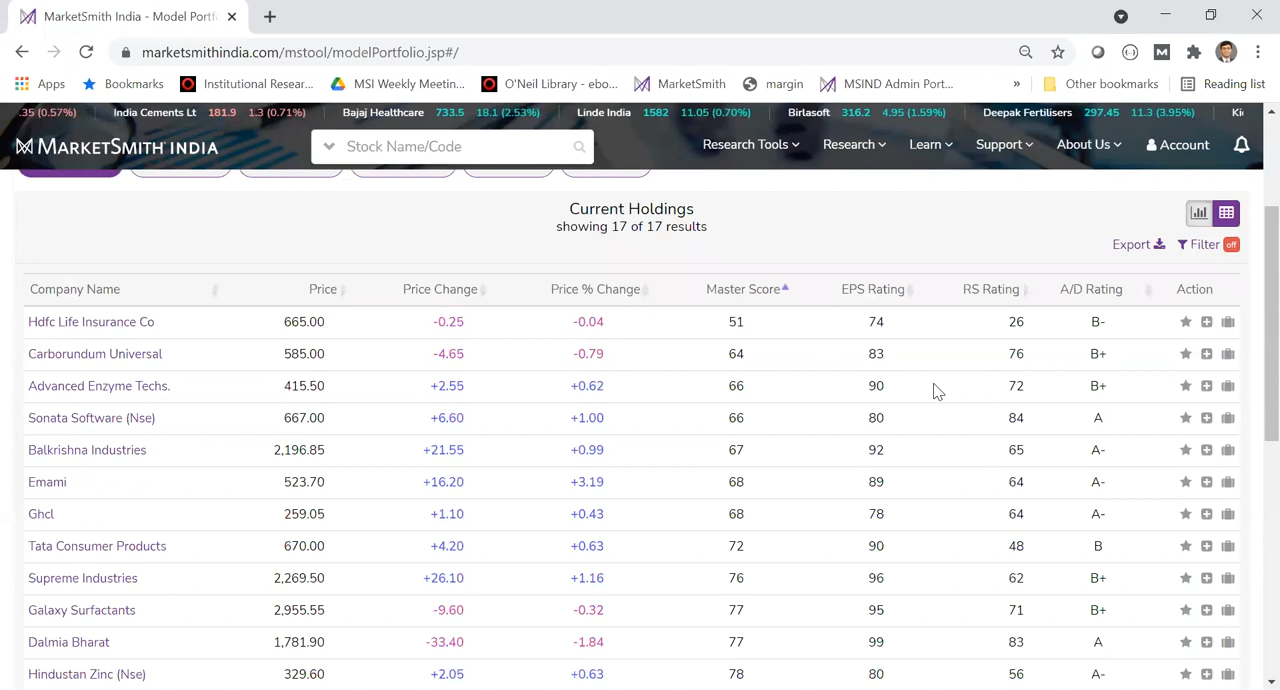 MarketSmith India - Model Portf
marketsmithindia.com/mstool/modelPortfolio.jsp#/
Apps Bookmarks Institutional Resear... MSI Weekly Meetin... O'Neil Library - ebo... MarketSmith margin MSIND Admin Port... » Other bookmarks Reading list
.35 (0.57%) India Cements Lt 181.9 1.3 (0.71%) Bajaj Healthcare 733.5 18.1 (2.53%) Linde India 1582 11.05 (0.70%) Birlasoft 316.2 4.95 (1.59%) Deepak Fertilisers 297.45 11.3 (3.95%) Ki
MARKETSMITH INDIA Stock Name/Code Research Tools Research Learn Support About Us Account
Current Holdings
showing 17 of 17 results
Export Filter off
Company Name Price Price Change Price % Change Master Score EPS Rating RS Rating A/D Rating Action
Hdfc Life Insurance Co 665.00 -0.25 -0.04 51 74 26 B-
Carborundum Universal 585.00 -4.65 -0.79 64 83 76 B+
Advanced Enzyme Techs. 415.50 +2.55 +0.62 66 90 72 B+
Sonata Software (Nse) 667.00 +6.60 +1.00 66 80 84 A
Balkrishna Industries 2,196.85 +21.55 +0.99 67 92 65 A-
Emami 523.70 +16.20 +3.19 68 89 64 A-
Ghcl 259.05 +1.10 +0.43 68 78 64 A-
Tata Consumer Products 670.00 +4.20 +0.63 72 90 48 B
Supreme Industries 2,269.50 +26.10 +1.16 76 96 62 B+
Galaxy Surfactants 2,955.55 -9.60 -0.32 77 95 71 B+
Dalmia Bharat 1,781.90 -33.40 -1.84 77 99 83 A
Hindustan Zinc (Nse) 329.60 +2.05 +0.63 78 80 56 A-